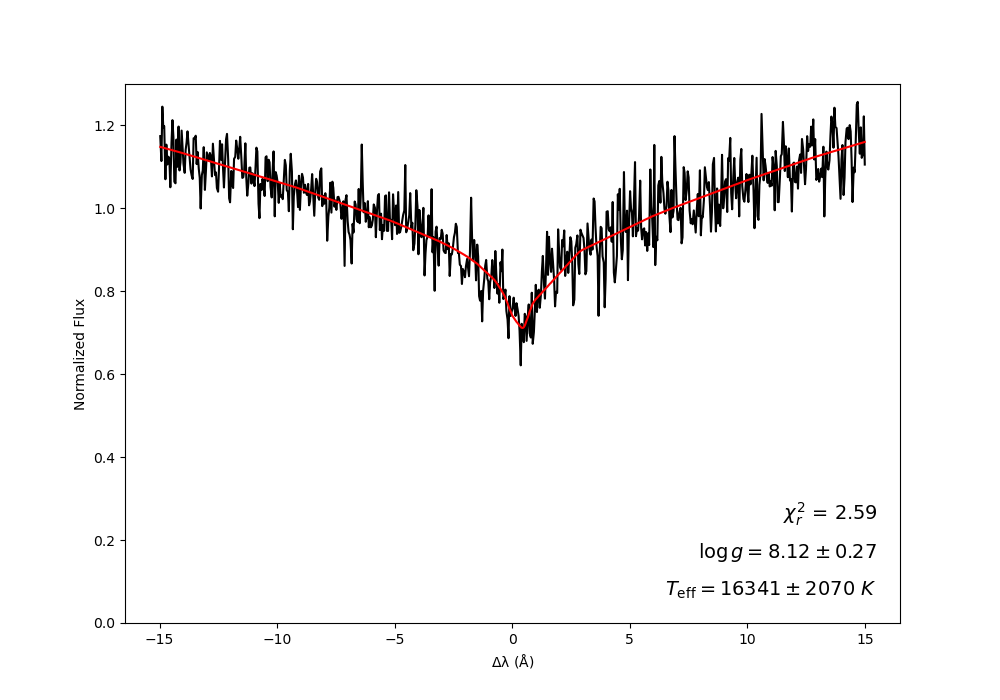 1.2
1.0
0.8
0.6
0.4
0.2
0.0
Normalized Flux
χ²ᵣ = 2.59
log g = 8.12 ± 0.27
T_eff = 16341 ± 2070 K
−15 −10 −5 0 5 10 15
Δλ (Å)